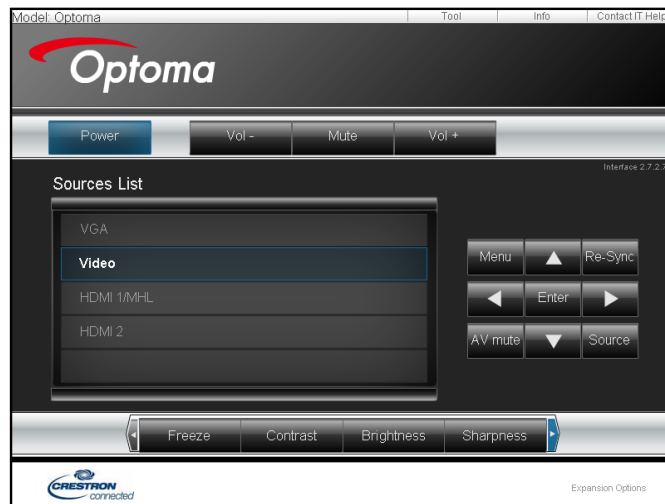 Model: Optoma
Tool
Info
Contact IT Help
Optoma
Power
Vol -
Mute
Vol +
Interface 2.7.2.7
Sources List
VGA
Video
HDMI 1/MHL
HDMI 2
Menu
Re-Sync
Enter
AV mute
Source
Freeze
Contrast
Brightness
Sharpness
CRESTRON
connected
Expansion Options